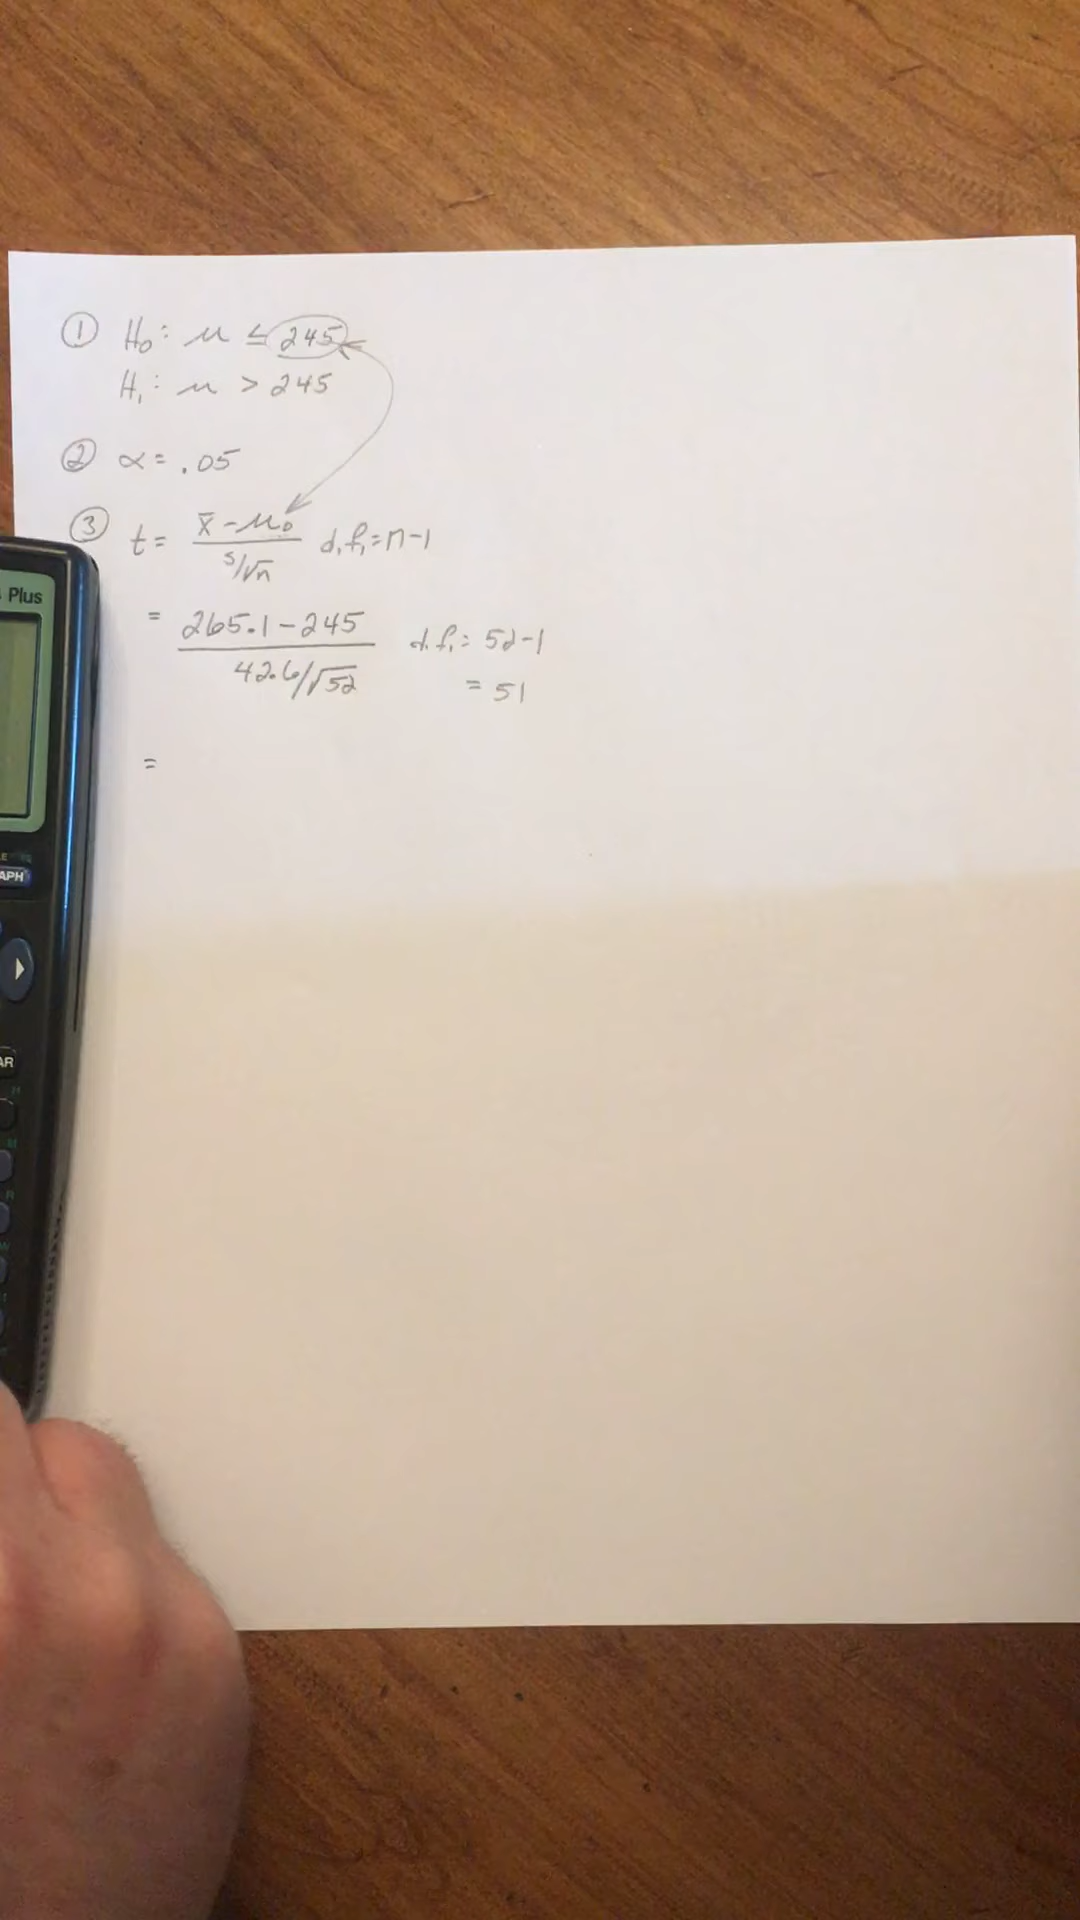 ① H₀: μ ≤ 245
H₁: μ > 245
② α = .05
③ t = (x̄ - μ₀)/(s/√n) d.f. = n-1
= (265.1 - 245)/(42.6/√52) d.f. = 52-1
= 51
=
Plus
APH
AR